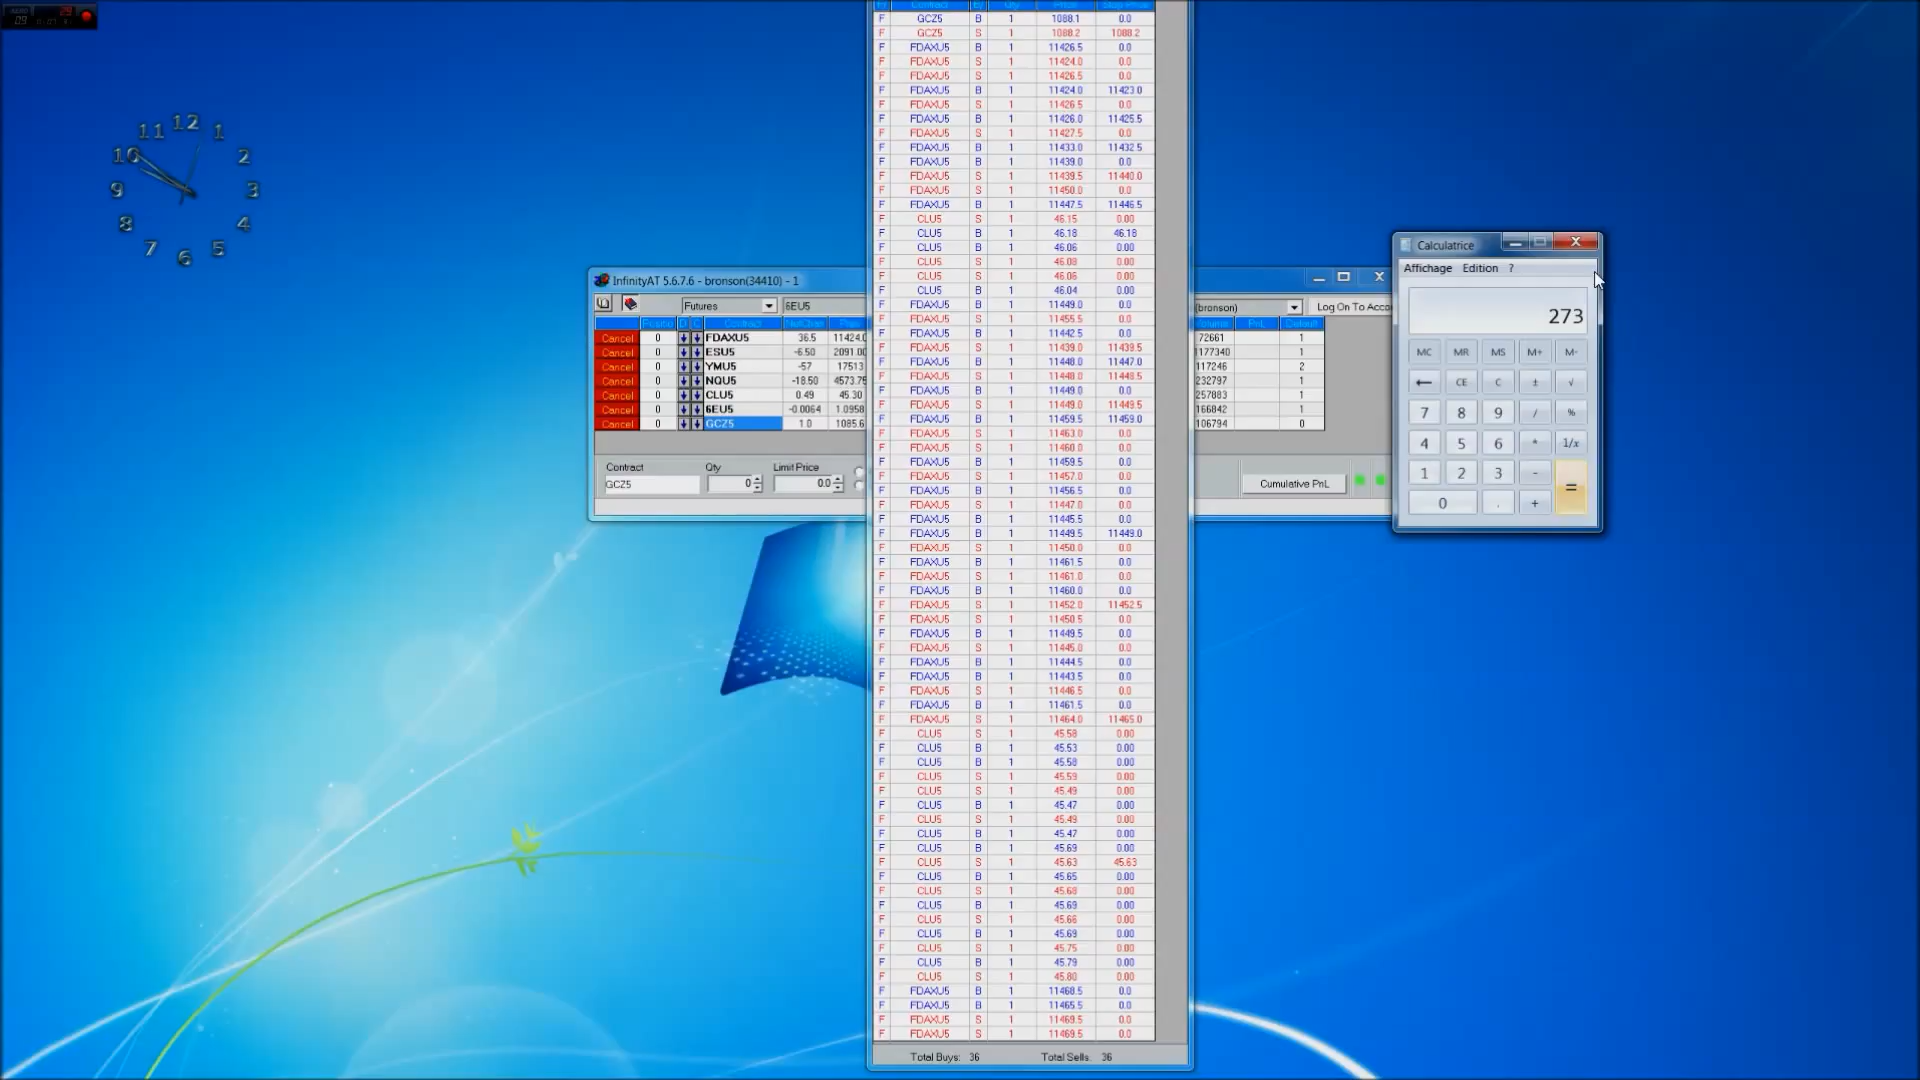 F GCZ5 B 1 1088.1 0.0
F GCZ5 S 1 1088.2 1088.2
F FDAXU5 B 1 11426.5 0.0
F FDAXU5 S 1 11424.0 0.0
F FDAXU5 S 1 11426.5 0.0
F FDAXU5 B 1 11424.0 11423.0
F FDAXU5 S 1 11426.5 0.0
F FDAXU5 B 1 11426.0 11425.5
F FDAXU5 S 1 11427.5 0.0
F FDAXU5 B 1 11433.0 11432.5
F FDAXU5 B 1 11439.0 0.0
F FDAXU5 S 1 11439.5 11440.0
F FDAXU5 S 1 11450.0 0.0
F FDAXU5 B 1 11447.5 11446.5
F CLU5 S 1 46.15 0.00
F CLU5 B 1 46.18 46.18
F CLU5 B 1 46.06 0.00
F CLU5 S 1 46.08 0.00
F CLU5 S 1 46.06 0.00
F CLU5 B 1 46.04 0.00
F FDAXU5 B 1 11449.0 0.0
F FDAXU5 S 1 11455.5 0.0
F FDAXU5 B 1 11442.5 0.0
F FDAXU5 S 1 11439.0 11439.5
F FDAXU5 B 1 11448.0 11447.0
F FDAXU5 S 1 11448.0 11448.5
F FDAXU5 B 1 11449.0 0.0
F FDAXU5 S 1 11449.0 11449.5
F FDAXU5 B 1 11459.5 11459.0
F FDAXU5 S 1 11463.0 0.0
F FDAXU5 S 1 11460.0 0.0
F FDAXU5 B 1 11459.5 0.0
F FDAXU5 S 1 11457.0 0.0
F FDAXU5 B 1 11456.5 0.0
F FDAXU5 S 1 11447.0 0.0
F FDAXU5 B 1 11445.5 0.0
F FDAXU5 B 1 11449.5 11449.0
F FDAXU5 S 1 11450.0 0.0
F FDAXU5 B 1 11461.5 0.0
F FDAXU5 S 1 11461.0 0.0
F FDAXU5 B 1 11460.0 0.0
F FDAXU5 S 1 11452.0 11452.5
F FDAXU5 S 1 11450.5 0.0
F FDAXU5 B 1 11449.5 0.0
F FDAXU5 S 1 11445.0 0.0
F FDAXU5 B 1 11444.5 0.0
F FDAXU5 B 1 11443.5 0.0
F FDAXU5 S 1 11446.5 0.0
F FDAXU5 B 1 11461.5 0.0
F FDAXU5 S 1 11464.0 11465.0
F CLU5 S 1 45.58 0.00
F CLU5 B 1 45.53 0.00
F CLU5 B 1 45.58 0.00
F CLU5 S 1 45.59 0.00
F CLU5 S 1 45.49 0.00
F CLU5 B 1 45.47 0.00
F CLU5 S 1 45.49 0.00
F CLU5 B 1 45.47 0.00
F CLU5 B 1 45.69 0.00
F CLU5 S 1 45.63 45.63
F CLU5 B 1 45.65 0.00
F CLU5 S 1 45.68 0.00
F CLU5 B 1 45.69 0.00
F CLU5 S 1 45.66 0.00
F CLU5 B 1 45.69 0.00
F CLU5 S 1 45.75 0.00
F CLU5 B 1 45.79 0.00
F CLU5 S 1 45.80 0.00
F FDAXU5 B 1 11468.5 0.0
F FDAXU5 B 1 11465.5 0.0
F FDAXU5 S 1 11469.5 0.0
F FDAXU5 S 1 11469.5 0.0
Total Buys: 36 Total Sells: 36
12
1
2
3
4
5
6
7
8
9
10
11
InfinityAT 5.6.7.6 - bronson(34410) - 1
Futures 6EU5 (bronson) Log On To Acco
Contract
Cancel 0 FDAXU5 36.5 11424.0 72661 1
Cancel 0 ESU5 -6.50 2091.00 177340 1
Cancel 0 YMU5 -57 17513 117246 2
Cancel 0 NQU5 -18.50 4573.75 232797 1
Cancel 0 CLU5 0.49 45.30 257883 1
Cancel 0 6EU5 -0.0064 1.0958 166842 1
Cancel 0 GCZ5 1.0 1085.6 106794 0
Contract Qty Limit Price
GCZ5 0 0.0 Cumulative PnL
Calculatrice
Affichage Edition ?
273
MC MR MS M+ M-
← CE C ± √
7 8 9 / %
4 5 6 * 1/x
1 2 3 - =
0 . +